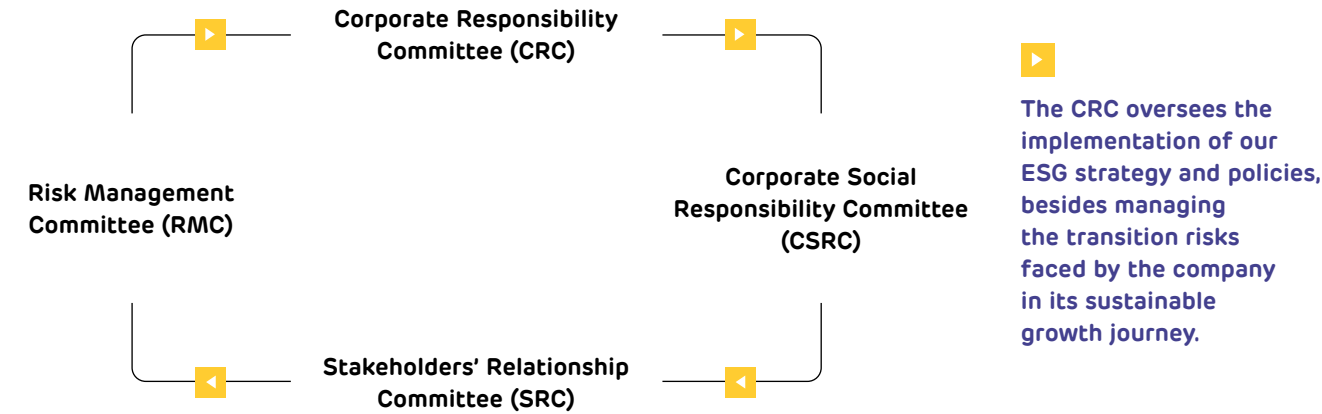 Corporate Responsibility
Committee (CRC)
Risk Management
Committee (RMC)
Corporate Social
Responsibility Committee
(CSRC)
Stakeholders’ Relationship
Committee (SRC)
The CRC oversees the
implementation of our
ESG strategy and policies,
besides managing
the transition risks
faced by the company
in its sustainable
growth journey.